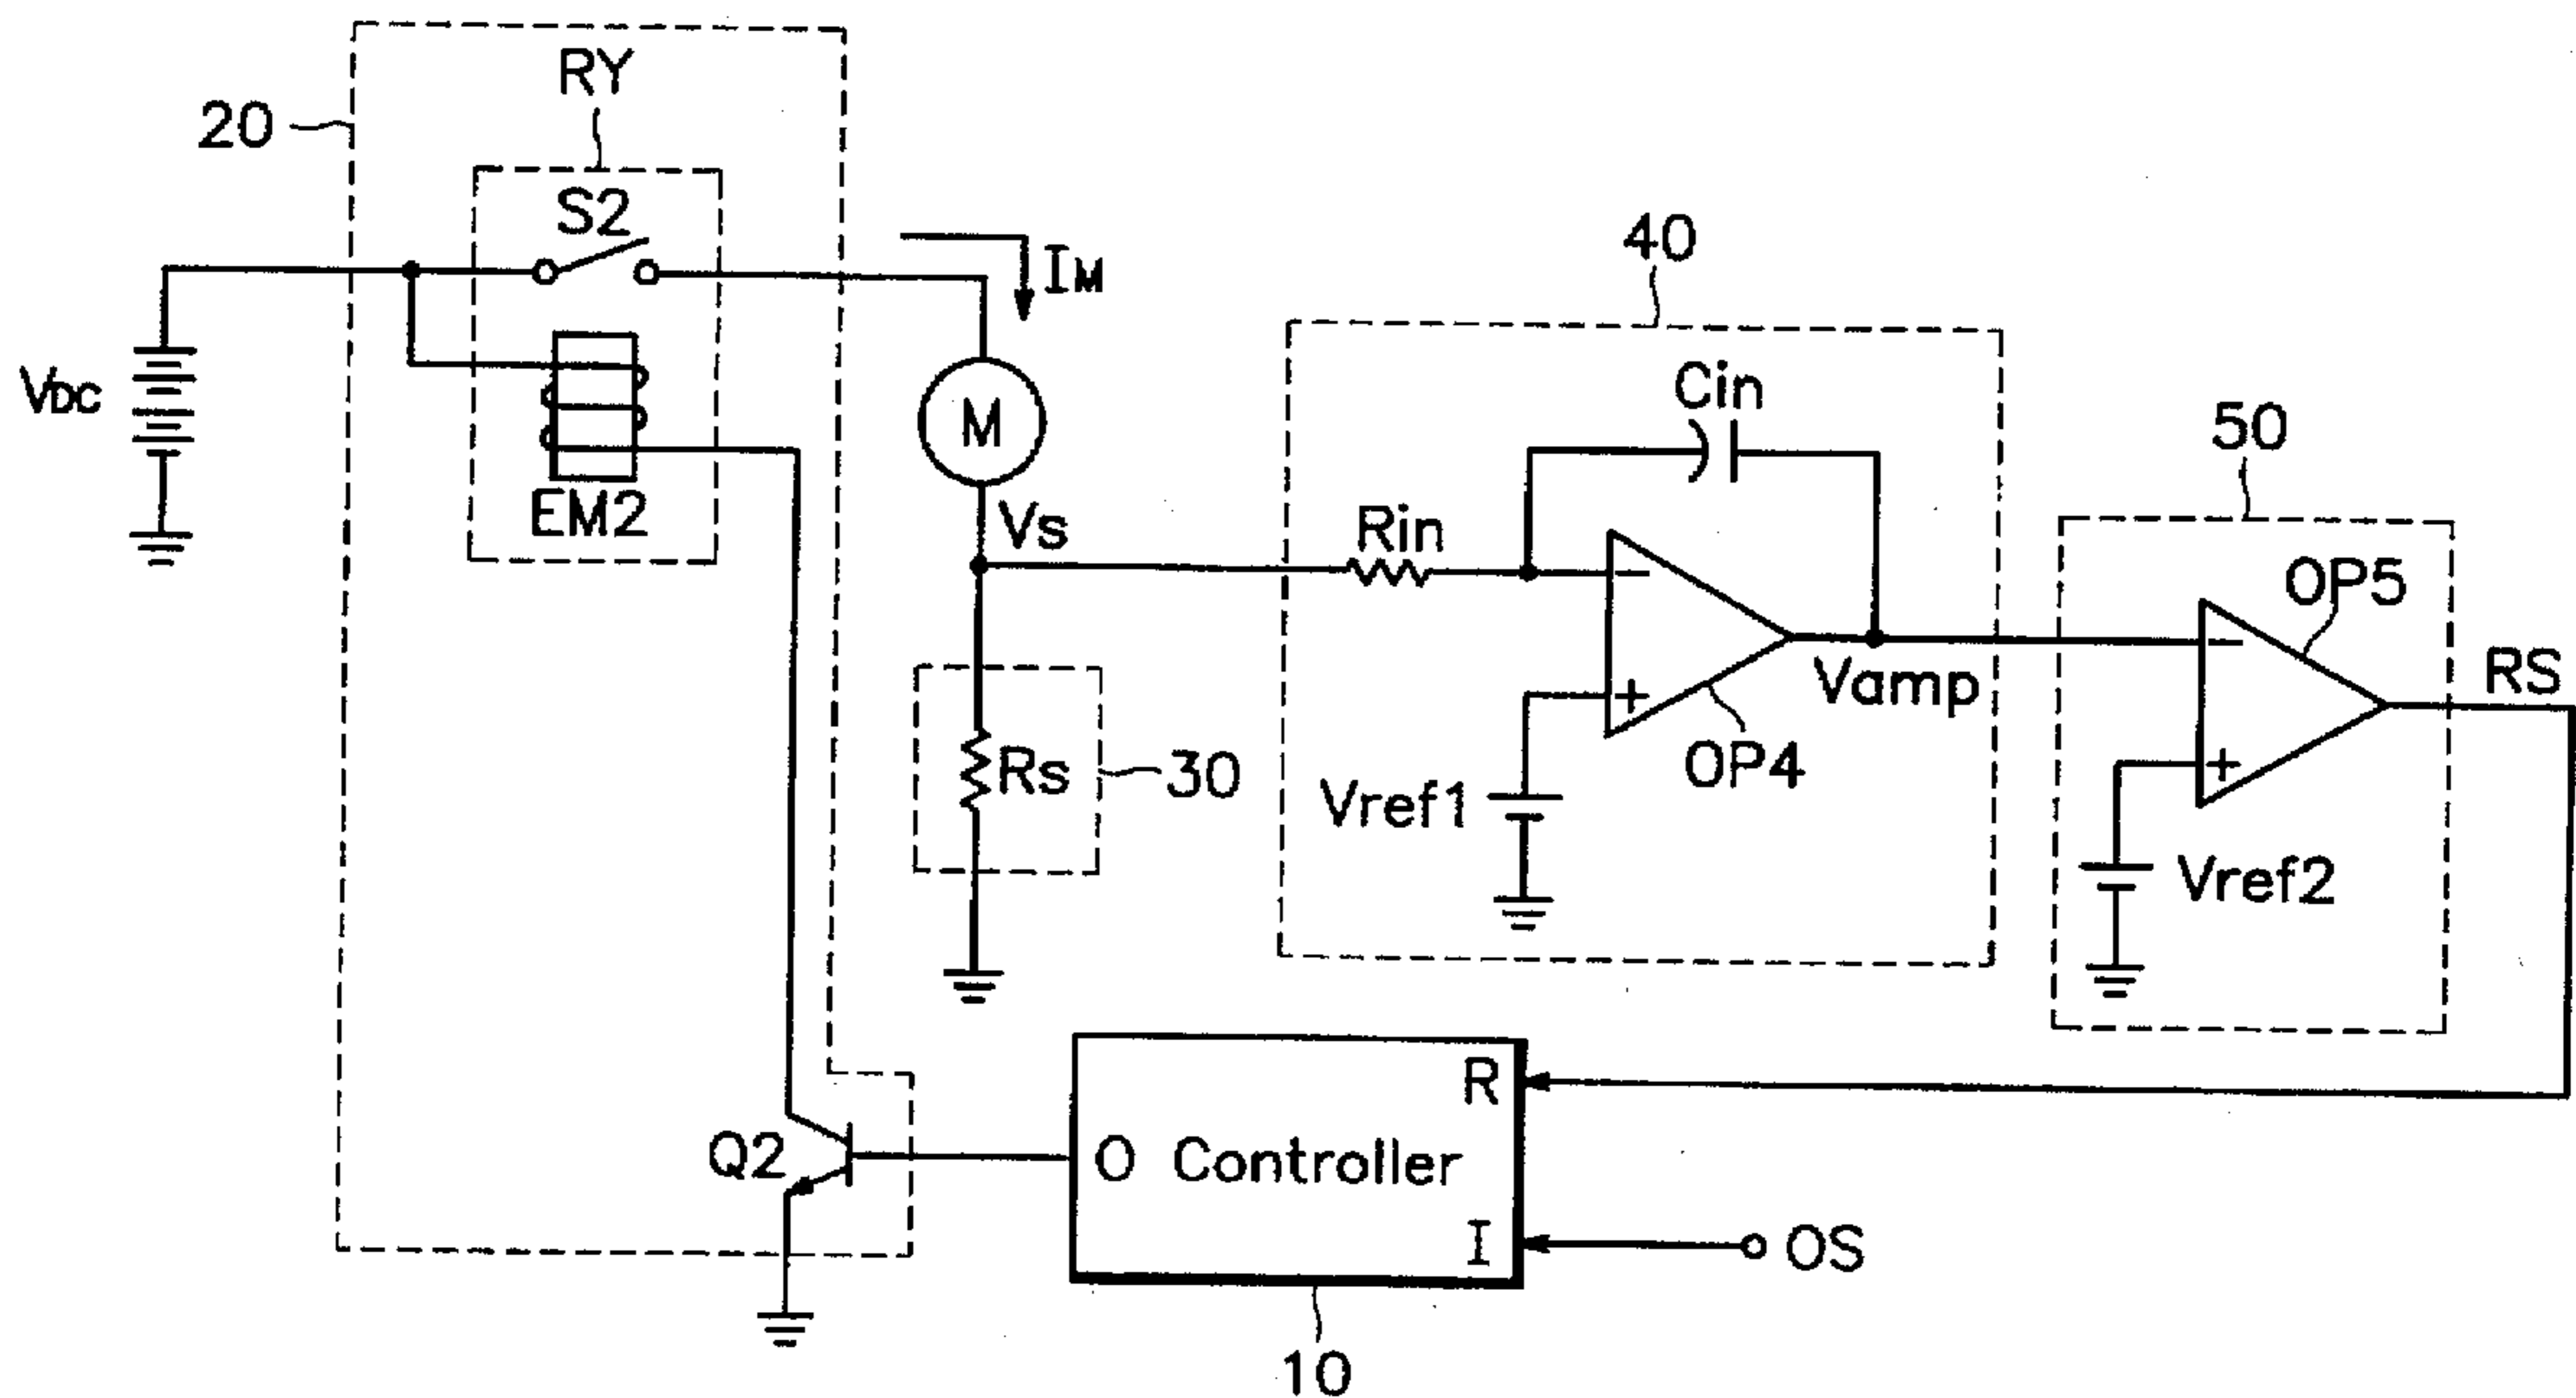 20
RY
S2
VDC
EM2
IM
M
Vs
Rs
30
40
Cin
Rin
-
+
OP4
Vref1
Vamp
50
OP5
-
+
Vref2
RS
Q2
O Controller
R
I
OS
10